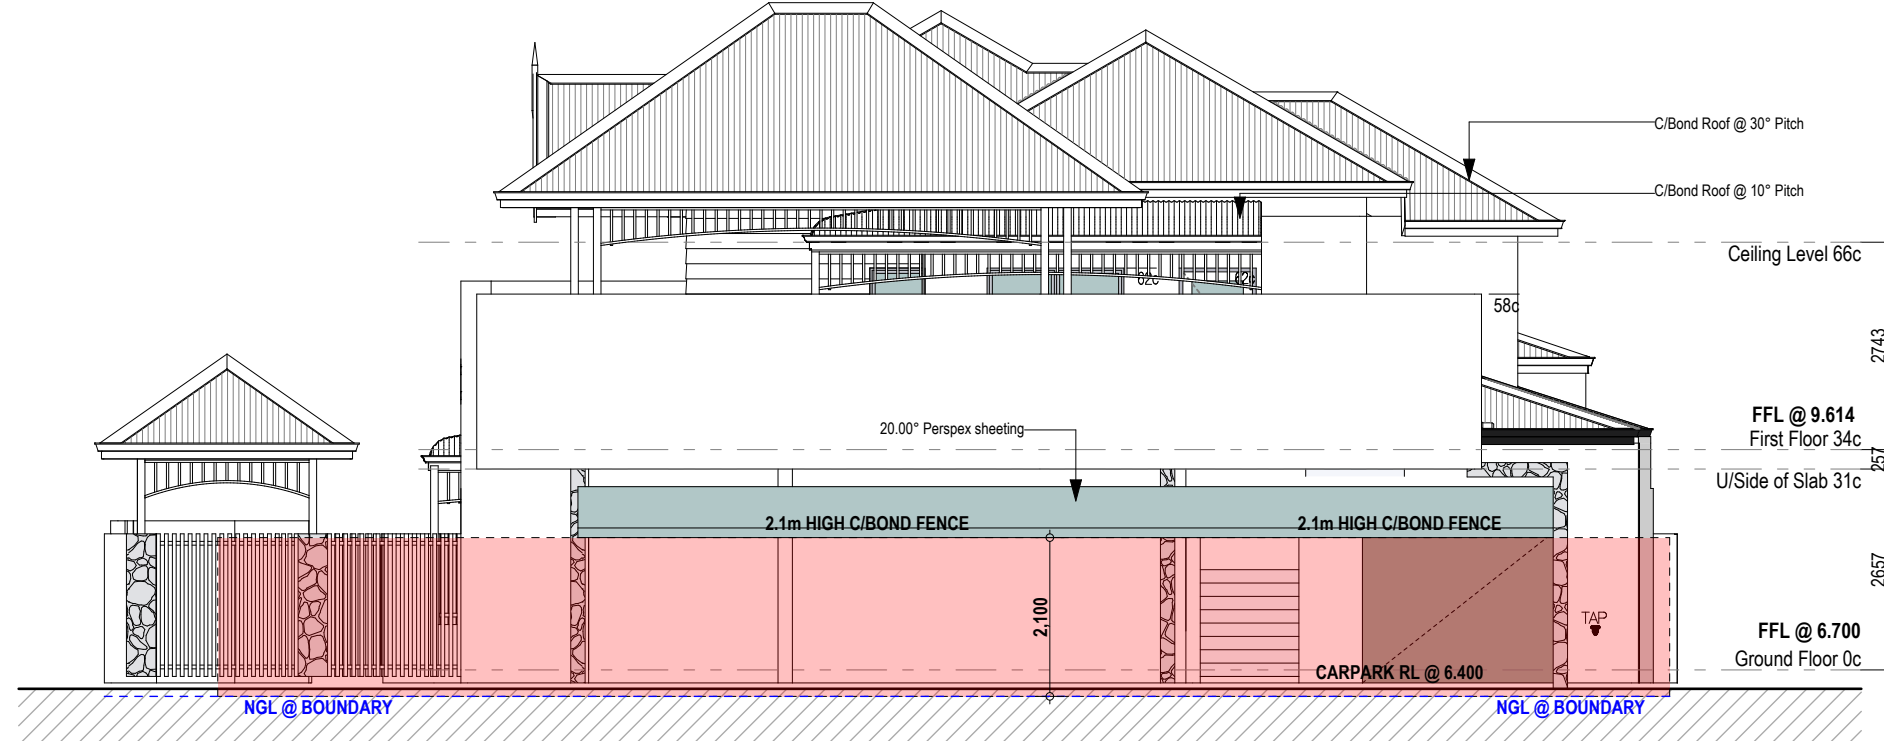 C/Bond Roof @ 30° Pitch
C/Bond Roof @ 10° Pitch
Ceiling Level 66c
62c
62c
58c
2743
FFL @ 9.614
First Floor 34c
20.00° Perspex sheeting
257
U/Side of Slab 31c
2.1m HIGH C/BOND FENCE
2.1m HIGH C/BOND FENCE
2657
2,100
TAP
FFL @ 6.700
Ground Floor 0c
CARPARK RL @ 6.400
NGL @ BOUNDARY
NGL @ BOUNDARY